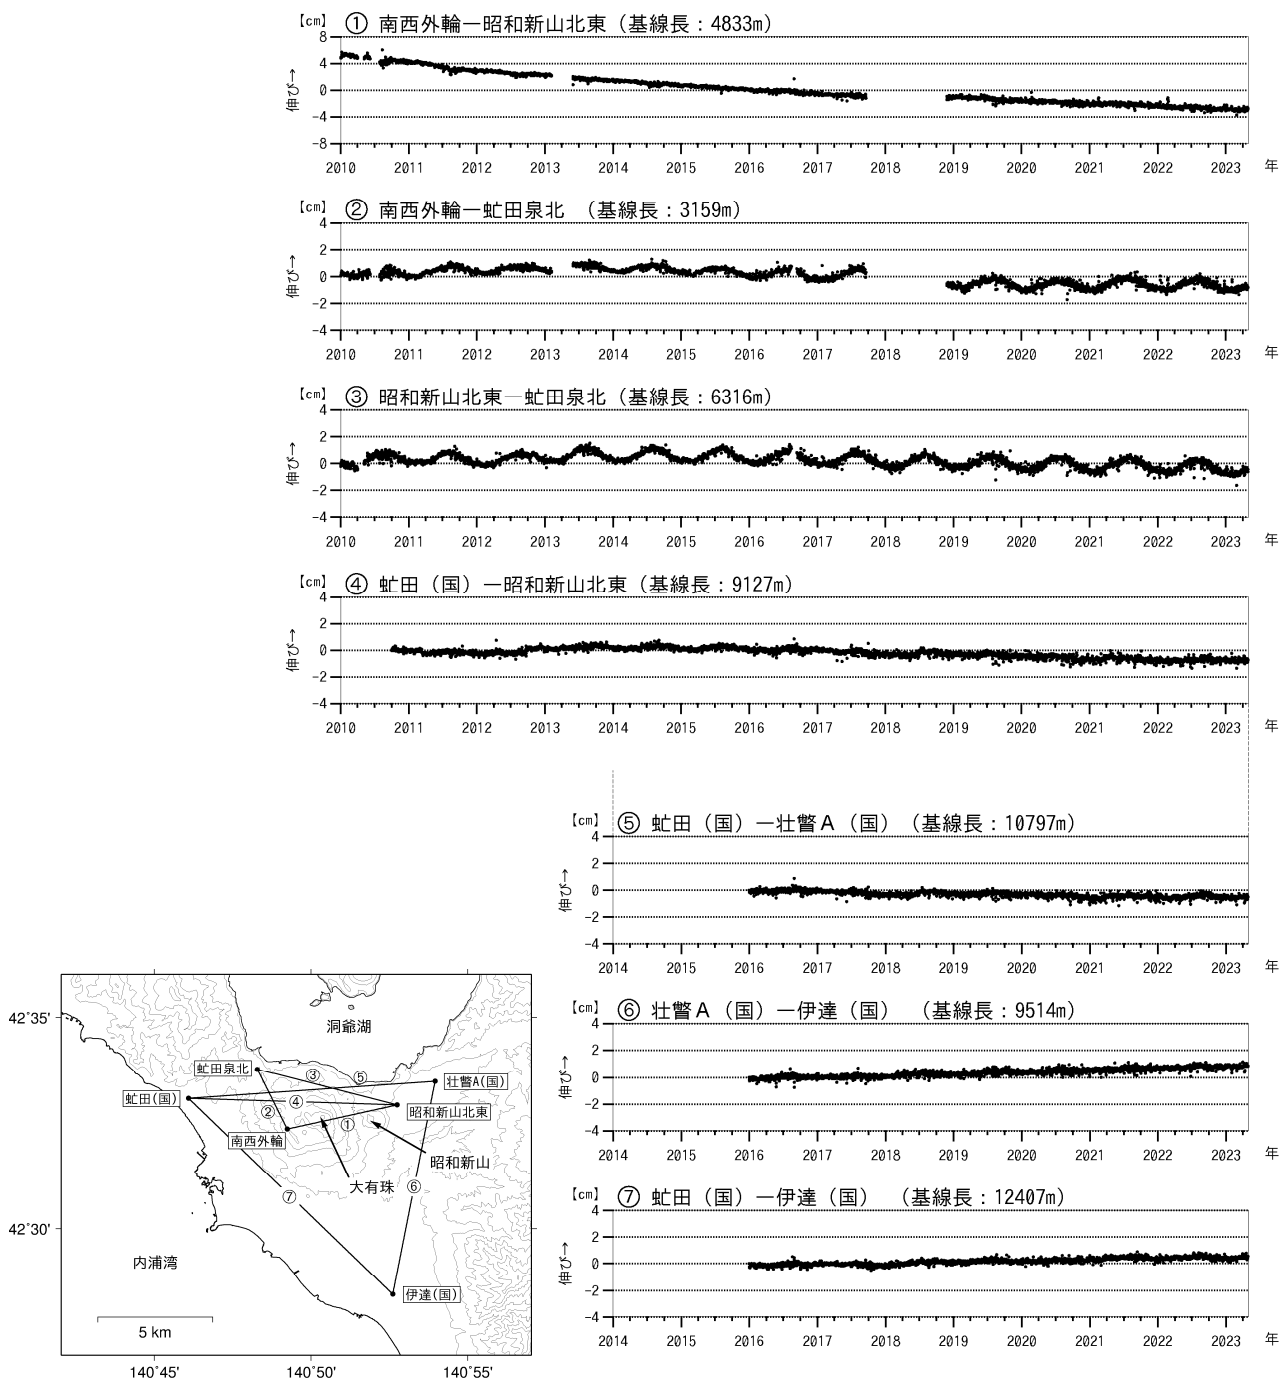 【cm】 ① 南西外輪―昭和新山北東（基線長：4833m）
8
4
0
-4
-8
伸び→
2010 2011 2012 2013 2014 2015 2016 2017 2018 2019 2020 2021 2022 2023 年
【cm】 ② 南西外輪―虻田泉北 （基線長：3159m）
4
2
0
-2
-4
伸び→
2010 2011 2012 2013 2014 2015 2016 2017 2018 2019 2020 2021 2022 2023 年
【cm】 ③ 昭和新山北東―虻田泉北（基線長：6316m）
4
2
0
-2
-4
伸び→
2010 2011 2012 2013 2014 2015 2016 2017 2018 2019 2020 2021 2022 2023 年
【cm】 ④ 虻田（国）―昭和新山北東（基線長：9127m）
4
2
0
-2
-4
伸び→
2010 2011 2012 2013 2014 2015 2016 2017 2018 2019 2020 2021 2022 2023 年
【cm】 ⑤ 虻田（国）―壮瞥Ａ（国）（基線長：10797m）
4
2
0
-2
-4
伸び→
2014 2015 2016 2017 2018 2019 2020 2021 2022 2023 年
【cm】 ⑥ 壮瞥Ａ（国）―伊達（国） （基線長：9514m）
4
2
0
-2
-4
伸び→
2014 2015 2016 2017 2018 2019 2020 2021 2022 2023 年
【cm】 ⑦ 虻田（国）―伊達（国） （基線長：12407m）
4
2
0
-2
-4
伸び→
2014 2015 2016 2017 2018 2019 2020 2021 2022 2023 年
42°35'
42°30'
洞爺湖
虻田泉北
③
⑤
壮瞥A(国)
虻田(国)
④
②
昭和新山北東
①
南西外輪
昭和新山
大有珠
⑥
⑦
内浦湾
伊達(国)
5 km
140°45' 140°50' 140°55'